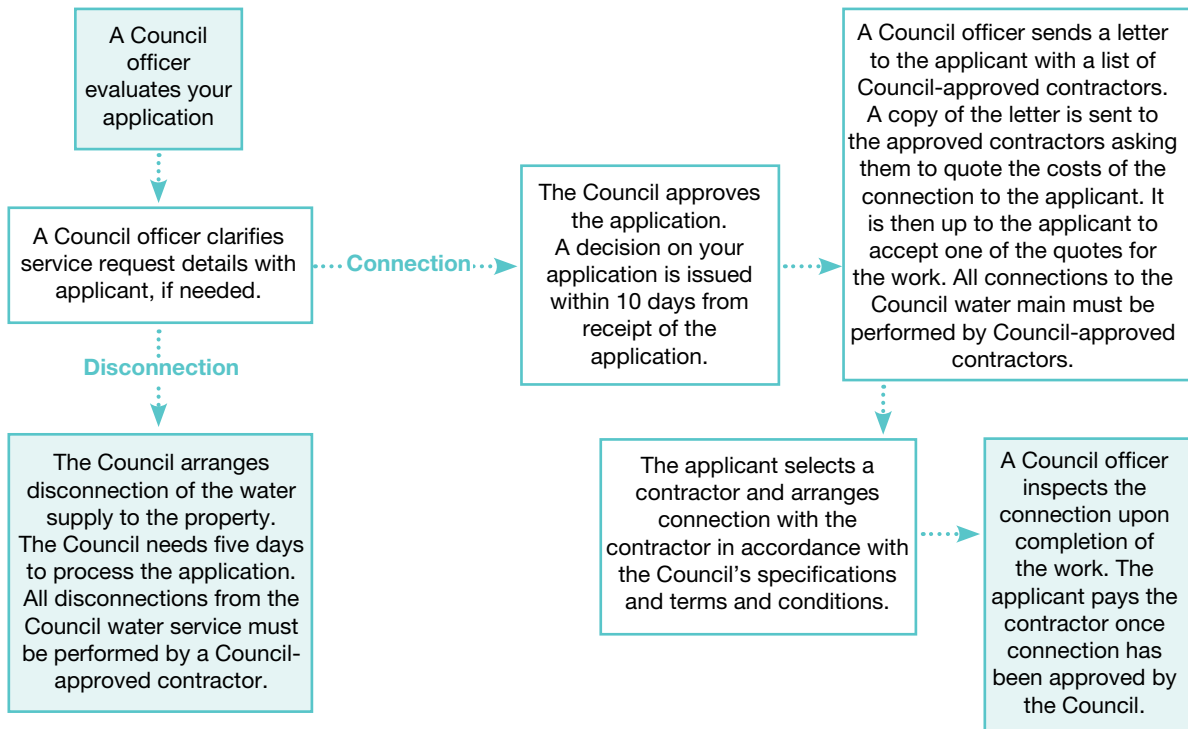 A Council
officer
evaluates your
application
A Council officer clarifies
service request details with
applicant, if needed.
Connection
Disconnection
The Council arranges
disconnection of the water
supply to the property.
The Council needs five days
to process the application.
All disconnections from the
Council water service must
be performed by a Council-
approved contractor.
The Council approves
the application.
A decision on your
application is issued
within 10 days from
receipt of the
application.
A Council officer sends a letter
to the applicant with a list of
Council-approved contractors.
A copy of the letter is sent to
the approved contractors asking
them to quote the costs of the
connection to the applicant. It
is then up to the applicant to
accept one of the quotes for
the work. All connections to the
Council water main must be
performed by Council-approved
contractors.
The applicant selects a
contractor and arranges
connection with the
contractor in accordance with
the Council’s specifications
and terms and conditions.
A Council officer
inspects the
connection upon
completion of
the work. The
applicant pays the
contractor once
connection has
been approved by
the Council.